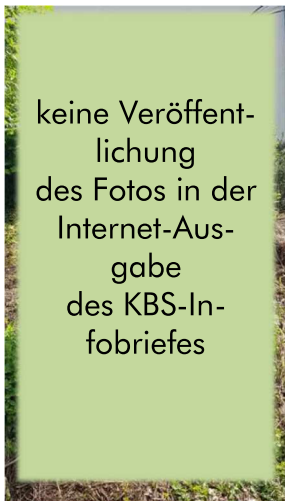 keine Veröffent-
lichung
des Fotos in der
Internet-Aus-
gabe
des KBS-In-
fobriefes